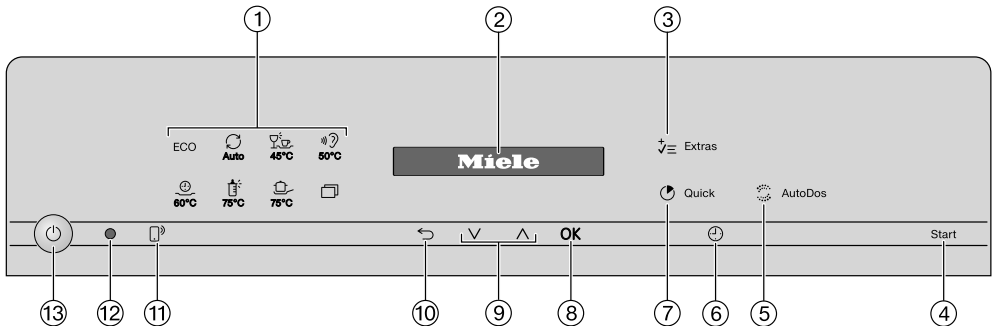 1 2 3
ECO Auto 45°C 50°C
Miele
Extras
60°C 75°C 75°C
Quick AutoDos
OK Start
13 12 11 10 9 8 7 6 5 4